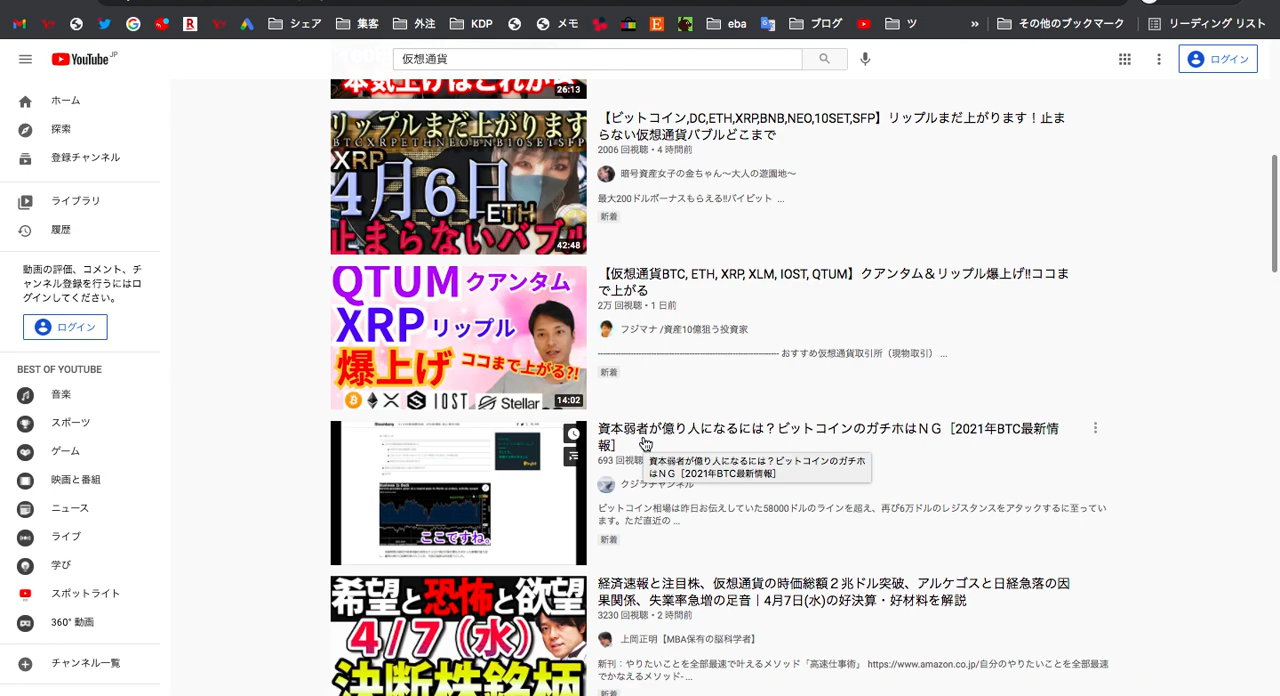 シェア
集客
外注
KDP
メモ
eba
ブログ
ツ
»
その他のブックマーク
リーディング リスト
YouTube JP
仮想通貨
ログイン
ホーム
探索
登録チャンネル
ライブラリ
履歴
動画の評価、コメント、チ
ャンネル登録を行うにはロ
グインしてください。
ログイン
BEST OF YOUTUBE
音楽
スポーツ
ゲーム
映画と番組
ニュース
ライブ
学び
スポットライト
360° 動画
チャンネル一覧
本気上げはこれから
26:13
リップルまだ上がります
BTCXRPETHNEOBNB10SETSFP
XRP
4月6日
ETH
止まらないバブル
42:48
【ビットコイン,DC,ETH,XRP,BNB,NEO,10SET,SFP】リップルまだ上がります！止ま
らない仮想通貨バブルどこまで
2006 回視聴・4 時間前
暗号資産女子の金ちゃん〜大人の遊園地〜
最大200ドルボーナスもらえる!!バイビット ...
新着
QTUM クアンタム
XRP リップル
爆上げ ココまで上がる?!
IOST Stellar
14:02
【仮想通貨BTC, ETH, XRP, XLM, IOST, QTUM】クアンタム＆リップル爆上げ!!ココま
で上がる
2万 回視聴・1 日前
フジマナ /資産10億狙う投資家
おすすめ仮想通貨取引所（現物取引） ...
新着
Bloomberg
ここですね。
資本弱者が億り人になるには？ビットコインのガチホはＮＧ［2021年BTC最新情
報］
693 回視聴
資本弱者が億り人になるには？ビットコインのガチホ
はＮＧ［2021年BTC最新情報］
クジラチャンネル
ビットコイン相場は昨日お伝えしていた58000ドルのラインを超え、再び6万ドルのレジスタンスをアタックするに至ってい
ます。ただ直近の ...
新着
希望と恐怖と欲望
4/7（水）
決断株銘柄
経済速報と注目株、仮想通貨の時価総額２兆ドル突破、アルケゴスと日経急落の因
果関係、失業率急増の足音｜4月7日(水)の好決算・好材料を解説
3230 回視聴・2 時間前
上岡正明【MBA保有の脳科学者】
新刊：やりたいことを全部最速で叶えるメソッド「高速仕事術」 https://www.amazon.co.jp/自分のやりたいことを全部最速
でかなえるメソッド- ...
新着